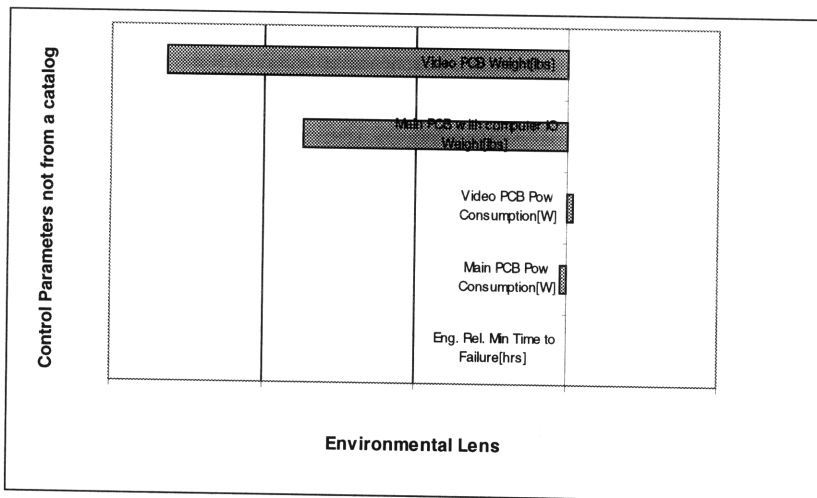 Control Parameters not from a catalog
Video PCB Weight[lbs]
Main PCB with computer IO
Weight[lbs]
Video PCB Pow
Consumption[W]
Main PCB Pow
Consumption[W]
Eng. Rel. Min Time to
Failure[hrs]
Environmental Lens